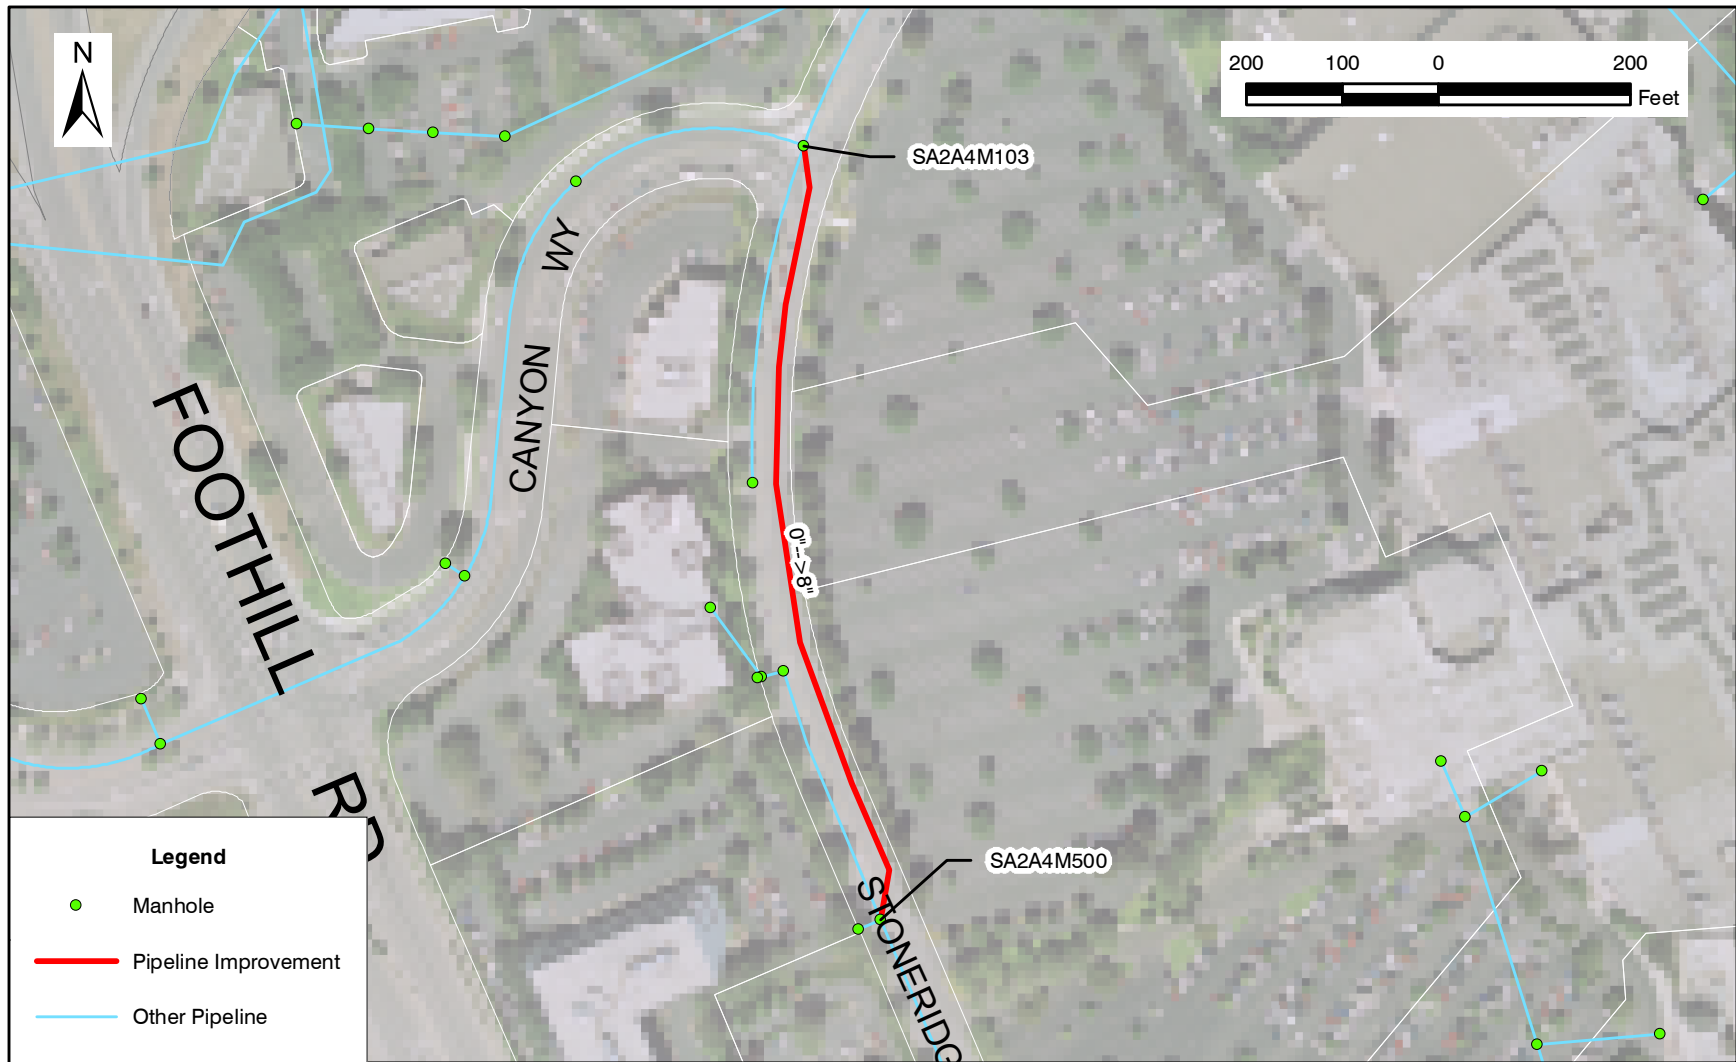 N
200 100 0 200
Feet
SA2A4M103
WY
CANYON
FOOTHILL
0"-->8"
RD
SA2A4M500
STONERIDG
Legend
Manhole
Pipeline Improvement
Other Pipeline